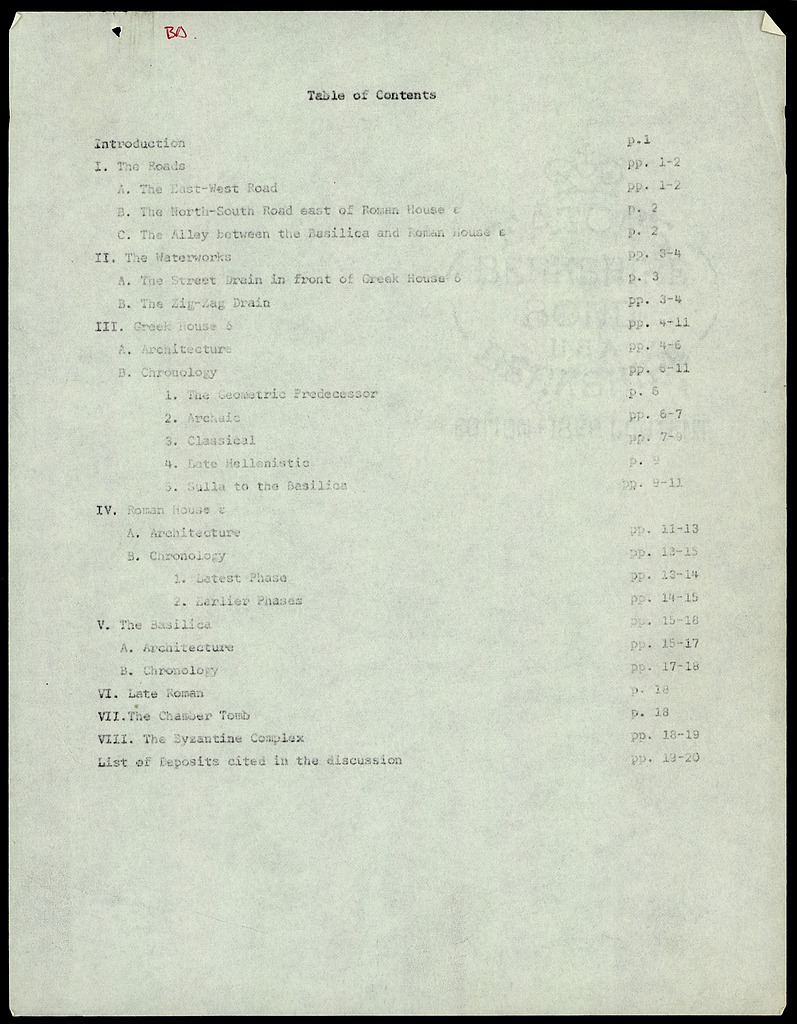 BA.
Table of Contents
Introduction p.1
I. The Roads pp. 1-2
A. The East-West Road pp. 1-2
B. The North-South Road east of Roman House ε p. 2
C. The Alley between the Basilica and Roman House ε p. 2
II. The Waterworks pp. 3-4
A. The Street Drain in front of Greek House δ p. 3
B. The Zig-Zag Drain pp. 3-4
III. Greek House δ pp. 4-11
A. Architecture pp. 4-6
B. Chronology pp. 6-11
1. The Geometric Predecessor p. 6
2. Archaic pp. 6-7
3. Classical pp. 7-9
4. Late Hellenistic p. 9
5. Sulla to the Basilica pp. 9-11
IV. Roman House ε
A. Architecture pp. 11-13
B. Chronology pp. 13-15
1. Latest Phase pp. 13-14
2. Earlier Phases pp. 14-15
V. The Basilica pp. 15-18
A. Architecture pp. 15-17
B. Chronology pp. 17-18
VI. Late Roman p. 18
VII.The Chamber Tomb p. 18
VIII. The Byzantine Complex pp. 18-19
List of Deposits cited in the discussion pp. 19-20